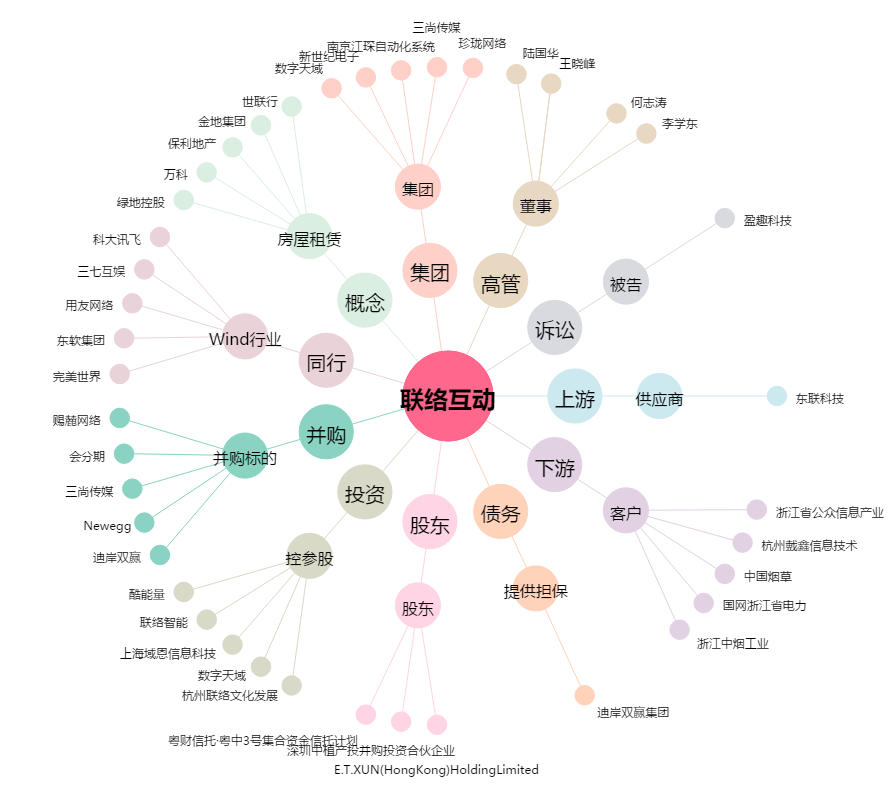 三尚传媒
南京江琛自动化系统
珍珑网络
新世纪电子
数字天域
陆国华
王晓峰
何志涛
李学东
世联行
金地集团
保利地产
万科
绿地控股
集团
董事
盈趣科技
房屋租赁
科大讯飞
三七互娱
用友网络
东软集团
完美世界
集团
高管
被告
概念
诉讼
Wind行业
同行
联络互动
上游
供应商
东联科技
赐麓网络
会分期
三尚传媒
Newegg
迪岸双赢
并购
并购标的
下游
投资
股东
债务
客户
浙江省公众信息产业
杭州戬鑫信息技术
中国烟草
国网浙江省电力
浙江中烟工业
控参股
提供担保
股东
酷能量
联络智能
上海域恩信息科技
数字天域
杭州联络文化发展
迪岸双赢集团
粤财信托·粤中3号集合资金信托计划
深圳中植产投并购投资合伙企业
E.T.XUN(HongKong)HoldingLimited